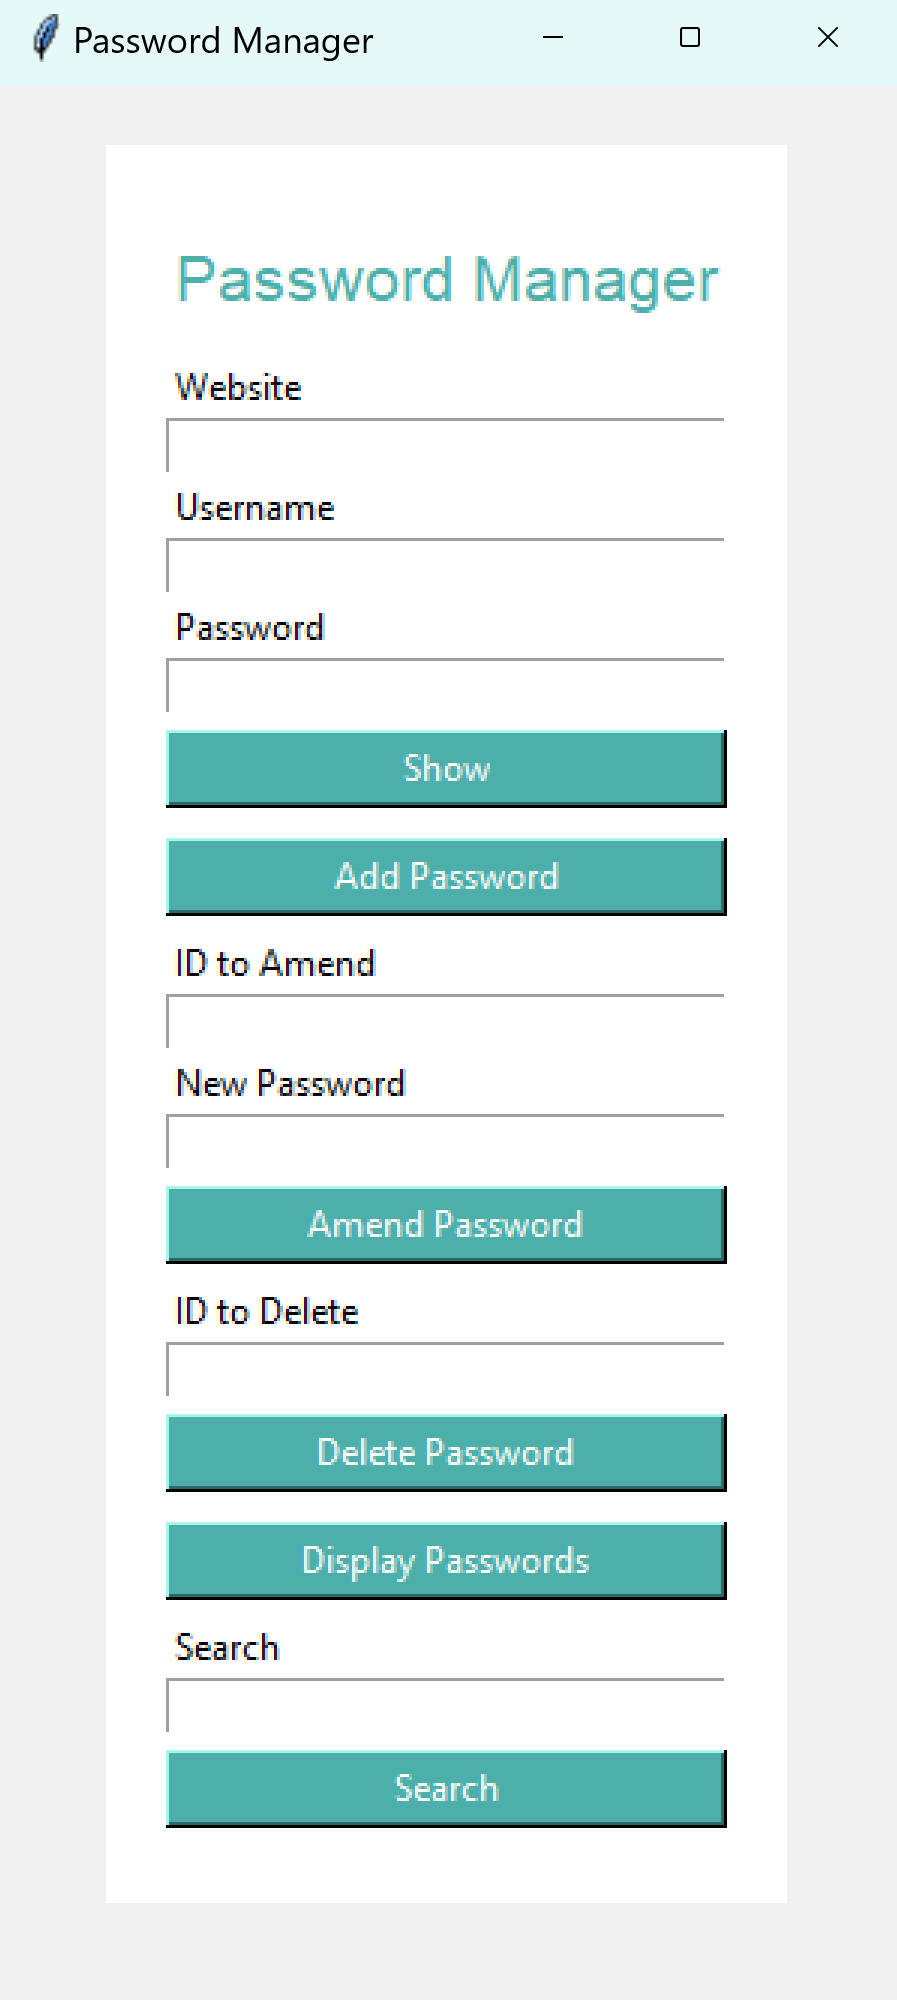 Password Manager
Password Manager
Website
Username
Password
Show
Add Password
ID to Amend
New Password
Amend Password
ID to Delete
Delete Password
Display Passwords
Search
Search